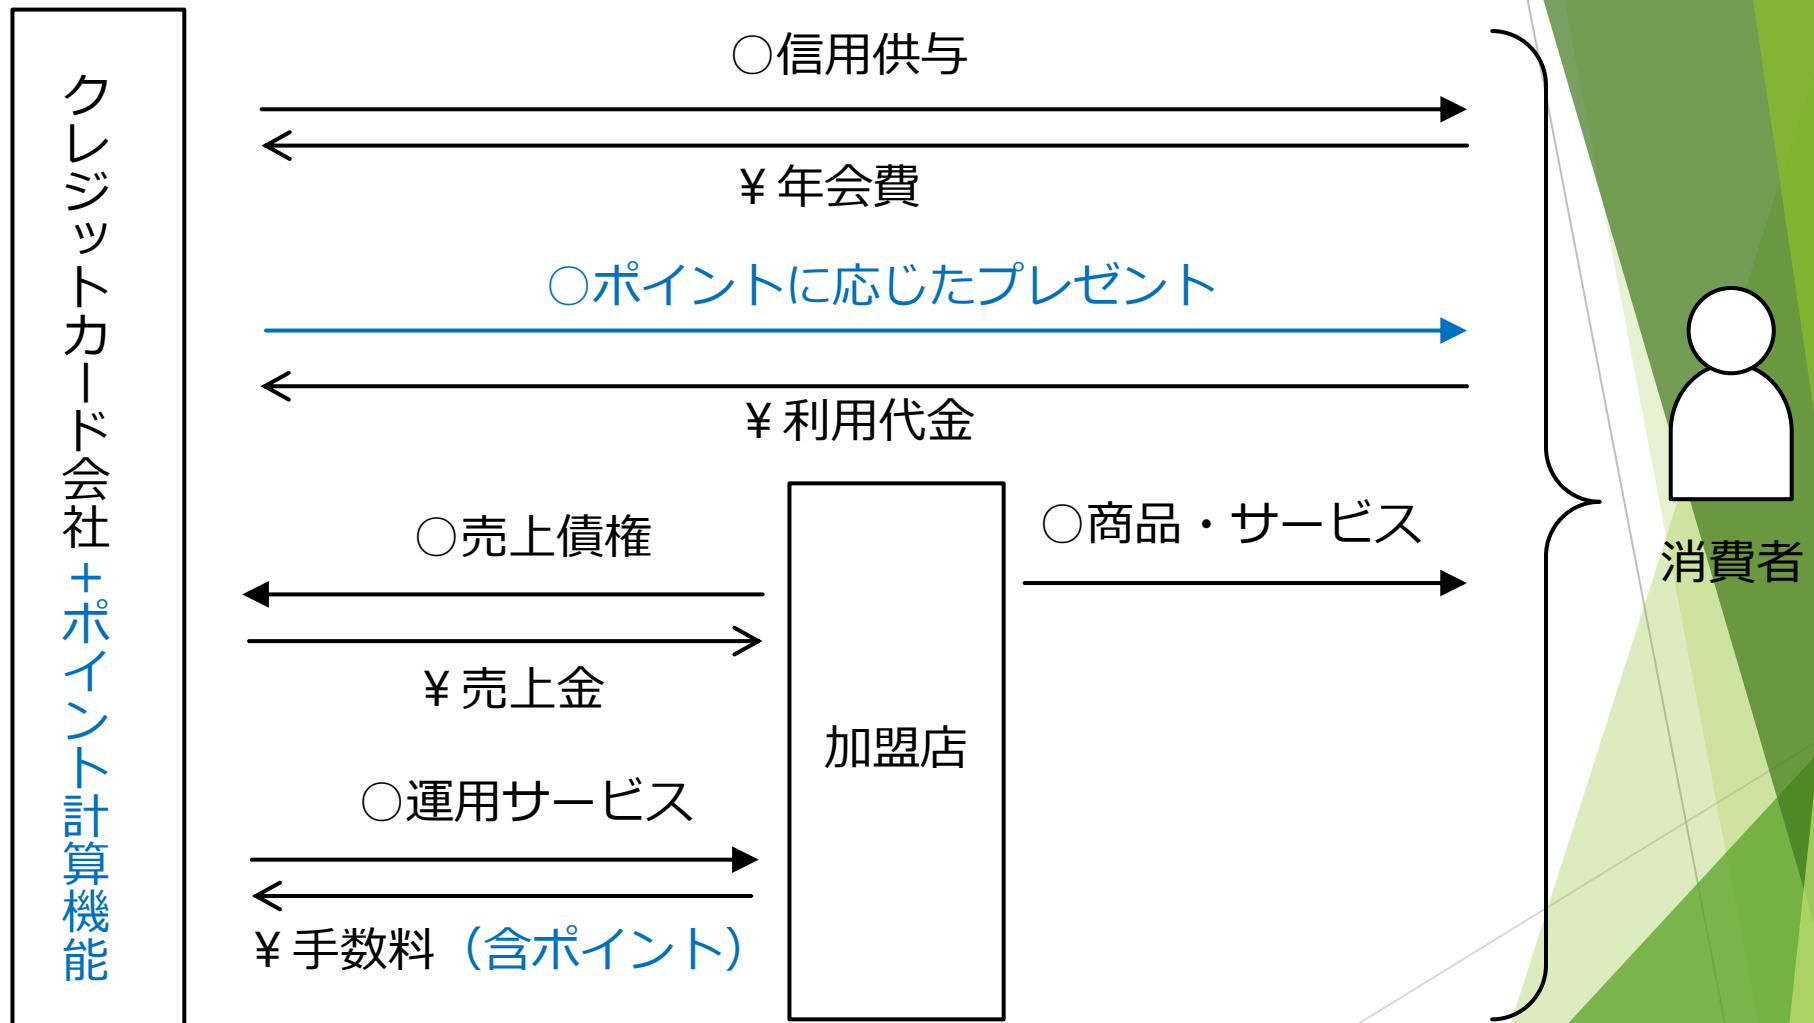 クレジットカード会社+ポイント計算機能
○信用供与
¥年会費
○ポイントに応じたプレゼント
¥利用代金
○売上債権
¥売上金
○運用サービス
¥手数料(含ポイント)
加盟店
○商品・サービス
消費者